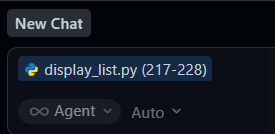 New Chat
display_list.py (217-228)
Agent Auto